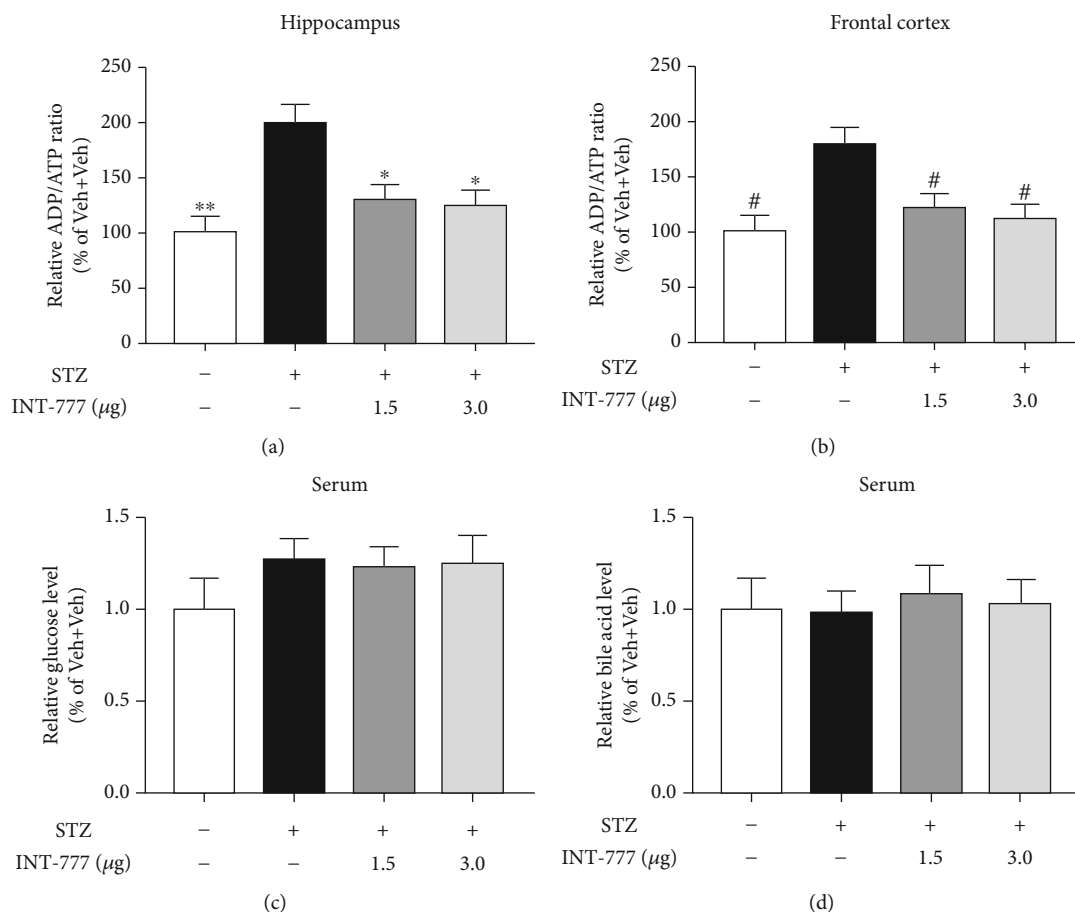 Hippocampus
Relative ADP/ATP ratio
(% of Veh+Veh)
250
200
150
100
50
0
**
*
*
STZ − + + +
INT-777 (μg) − − 1.5 3.0
(a)
Frontal cortex
Relative ADP/ATP ratio
(% of Veh+Veh)
250
200
150
100
50
0
#
#
#
STZ − + + +
INT-777 (μg) − − 1.5 3.0
(b)
Serum
Relative glucose level
(% of Veh+Veh)
1.5
1.0
0.5
0.0
STZ − + + +
INT-777 (μg) − − 1.5 3.0
(c)
Serum
Relative bile acid level
(% of Veh+Veh)
1.5
1.0
0.5
0.0
STZ − + + +
INT-777 (μg) − − 1.5 3.0
(d)